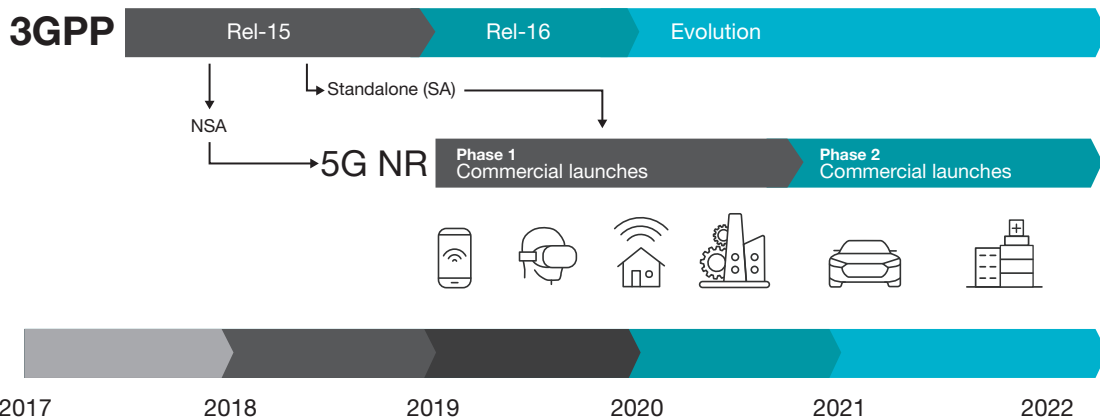 3GPP
Rel-15
Rel-16
Evolution
Standalone (SA)
NSA
5G NR
Phase 1
Commercial launches
Phase 2
Commercial launches
2017
2018
2019
2020
2021
2022